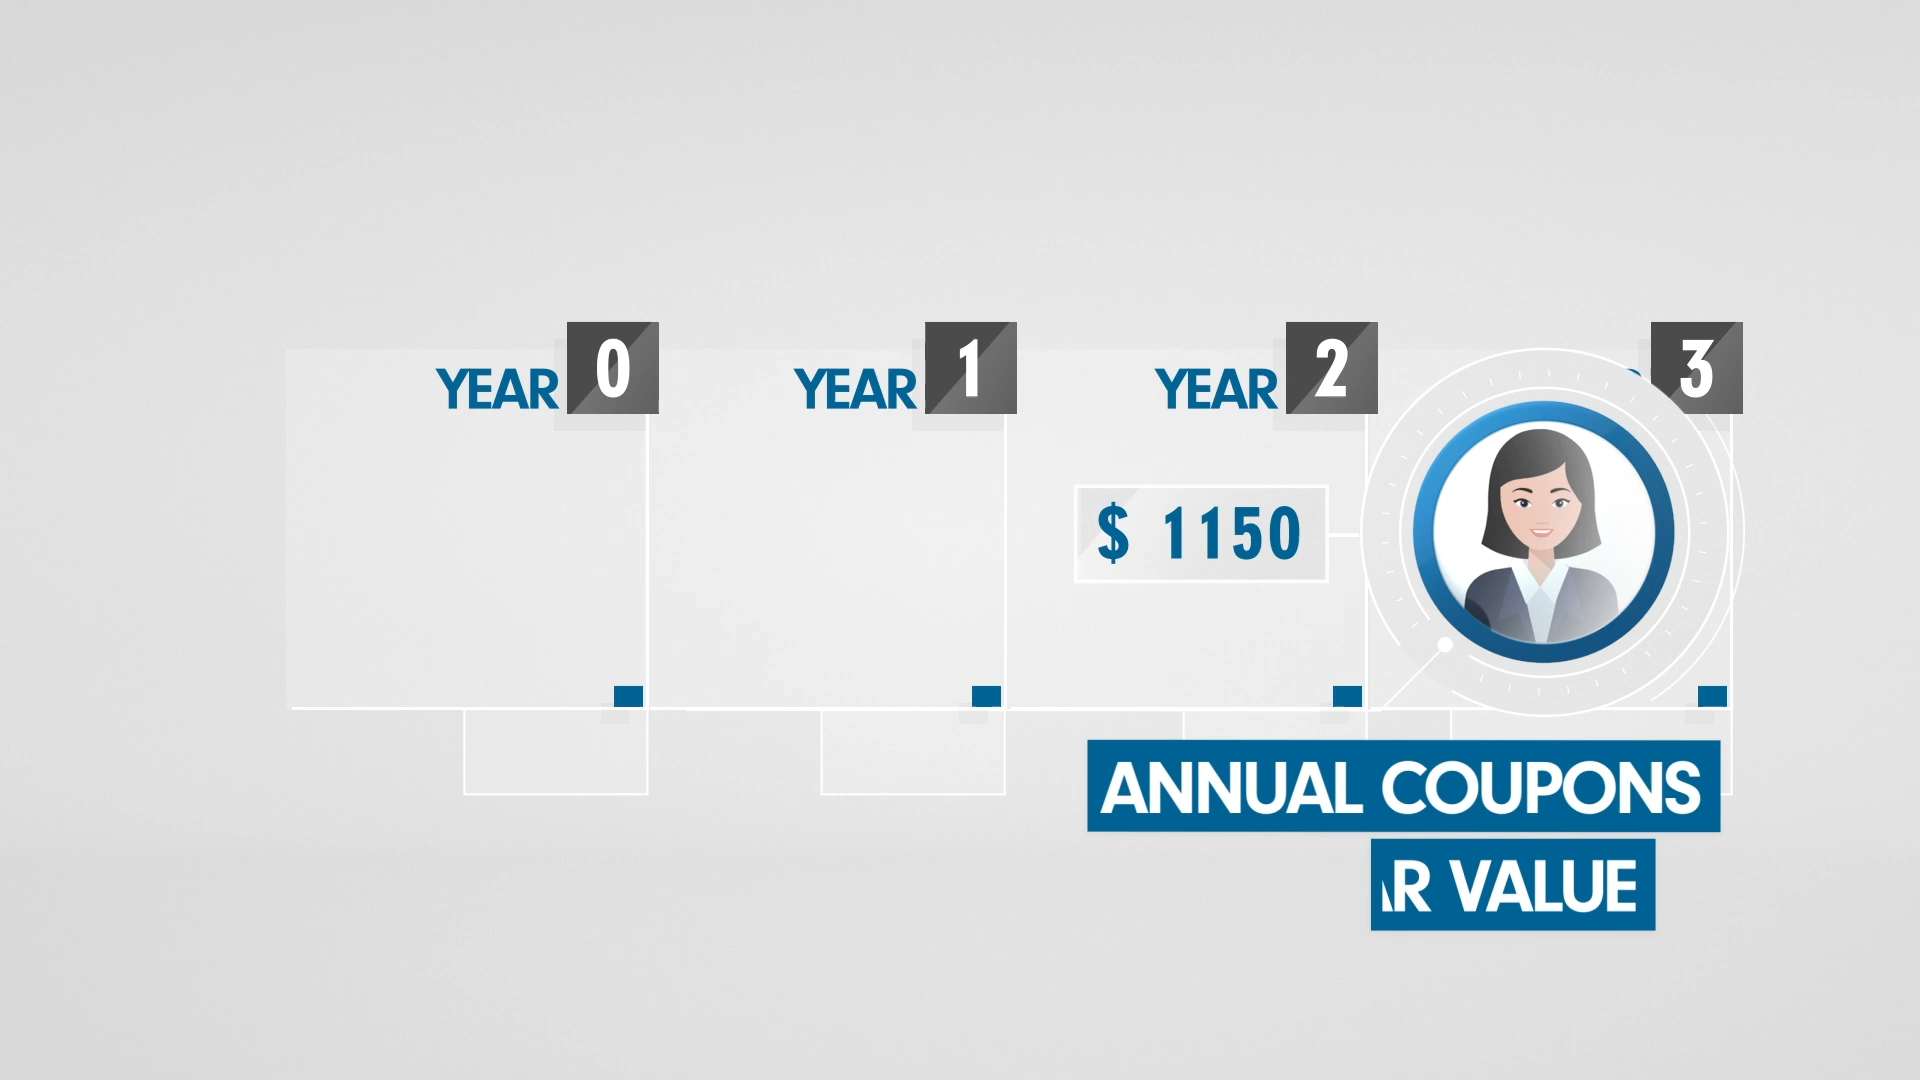 YEAR 0
YEAR 1
YEAR 2
3
$ 1150
ANNUAL COUPONS
VALUE